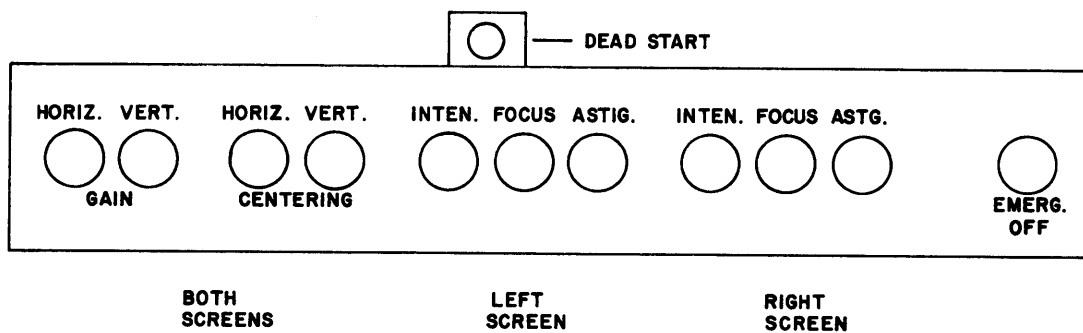 DEAD START
HORIZ. VERT. HORIZ. VERT. INTEN. FOCUS ASTIG. INTEN. FOCUS ASTG.
GAIN CENTERING
EMERG.
OFF
BOTH
SCREENS
LEFT
SCREEN
RIGHT
SCREEN